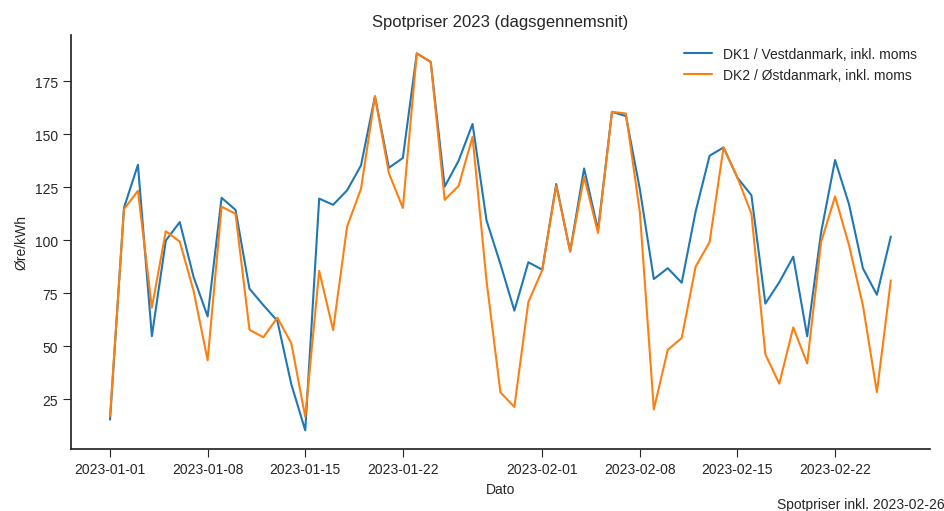 Spotpriser 2023 (dagsgennemsnit)
DK1 / Vestdanmark, inkl. moms
DK2 / Østdanmark, inkl. moms
Øre/kWh
175
150
125
100
75
50
25
2023-01-01 2023-01-08 2023-01-15 2023-01-22 2023-02-01 2023-02-08 2023-02-15 2023-02-22
Dato
Spotpriser inkl. 2023-02-26